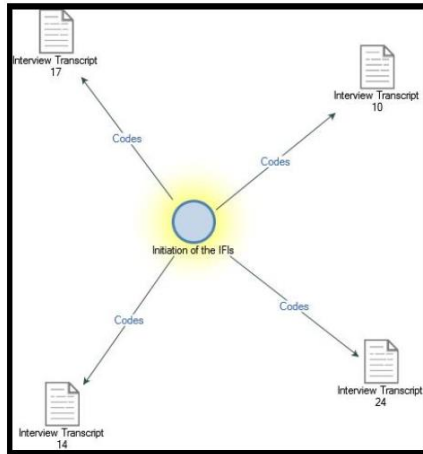 Interview Transcript
17
Interview Transcript
10
Codes
Codes
Initiation of the IFIs
Codes
Codes
Interview Transcript
24
Interview Transcript
14